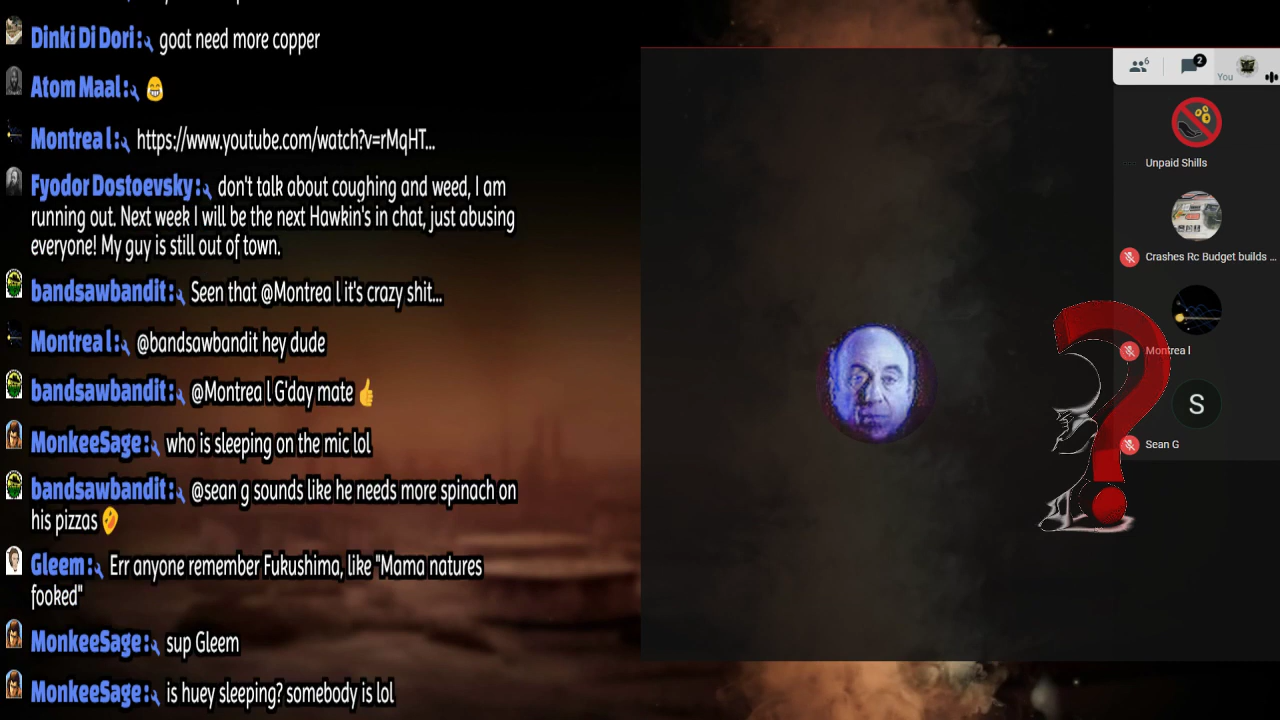 Dinki Di Dori: goat need more copper
Atom Maal: 😁
Montrea l: https://www.youtube.com/watch?v=rMqHT...
Fyodor Dostoevsky: don't talk about coughing and weed, I am
running out. Next week I will be the next Hawkin's in chat, just abusing
everyone! My guy is still out of town.
bandsawbandit: Seen that @Montrea l it's crazy shit...
Montrea l: @bandsawbandit hey dude
bandsawbandit: @Montrea l G'day mate 👍
MonkeeSage: who is sleeping on the mic lol
bandsawbandit: @sean g sounds like he needs more spinach on
his pizzas 🤣
Gleem: Err anyone remember Fukushima, like "Mama natures
fooked"
MonkeeSage: sup Gleem
MonkeeSage: is huey sleeping? somebody is lol
6
2
You
Unpaid Shills
Crashes Rc Budget builds ...
Montrea l
S
Sean G
?